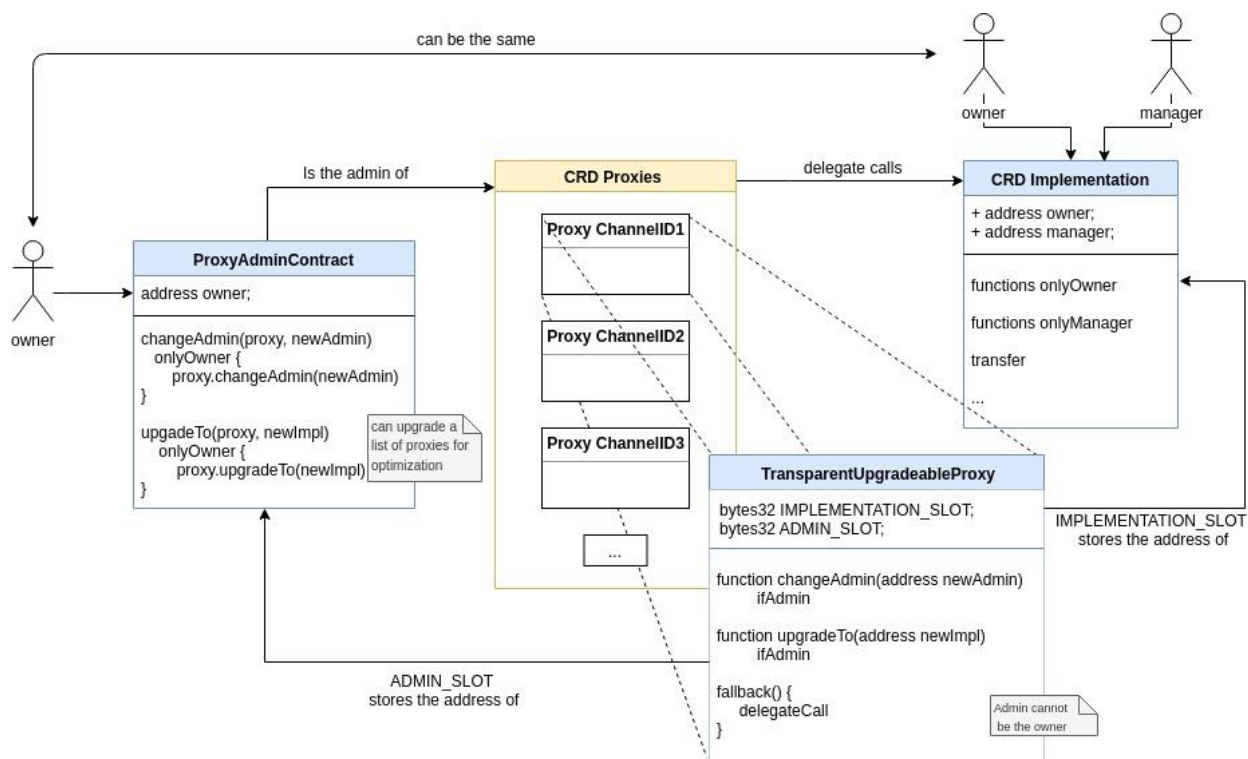 can be the same
owner
manager
Is the admin of
CRD Proxies
delegate calls
CRD Implementation
+ address owner;
+ address manager;
functions onlyOwner
functions onlyManager
transfer
...
owner
ProxyAdminContract
address owner;
changeAdmin(proxy, newAdmin)
onlyOwner {
proxy.changeAdmin(newAdmin)
}
upgadeTo(proxy, newImpl)
onlyOwner {
proxy.upgradeTo(newImpl)
}
can upgrade a
list of proxies for
optimization
Proxy ChannelID1
Proxy ChannelID2
Proxy ChannelID3
...
TransparentUpgradeableProxy
bytes32 IMPLEMENTATION_SLOT;
bytes32 ADMIN_SLOT;
function changeAdmin(address newAdmin)
ifAdmin
function upgradeTo(address newImpl)
ifAdmin
fallback() {
delegateCall
}
IMPLEMENTATION_SLOT
stores the address of
ADMIN_SLOT
stores the address of
Admin cannot
be the owner